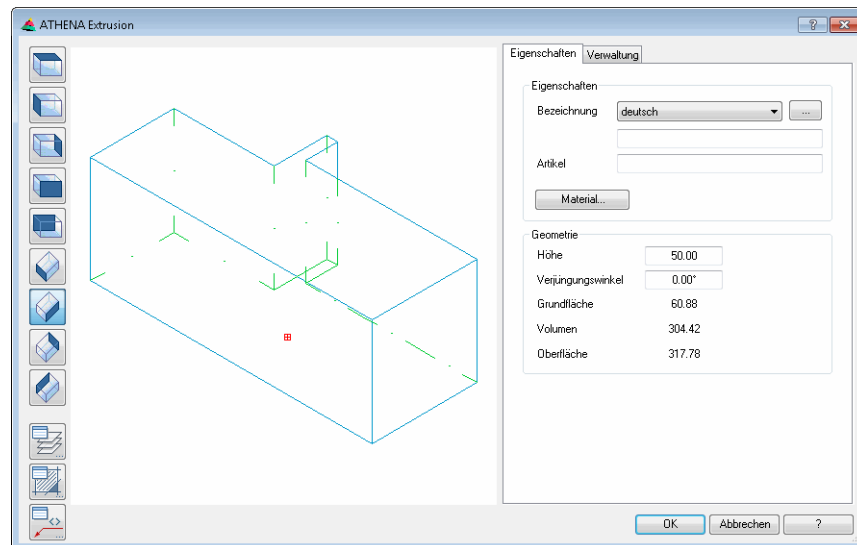 ATHENA Extrusion
?
Eigenschaften Verwaltung
Eigenschaften
Bezeichnung deutsch ...
Artikel
Material...
Geometrie
Höhe 50.00
Verjüngungswinkel 0.00°
Grundfläche 60.88
Volumen 304.42
Oberfläche 317.78
OK Abbrechen ?